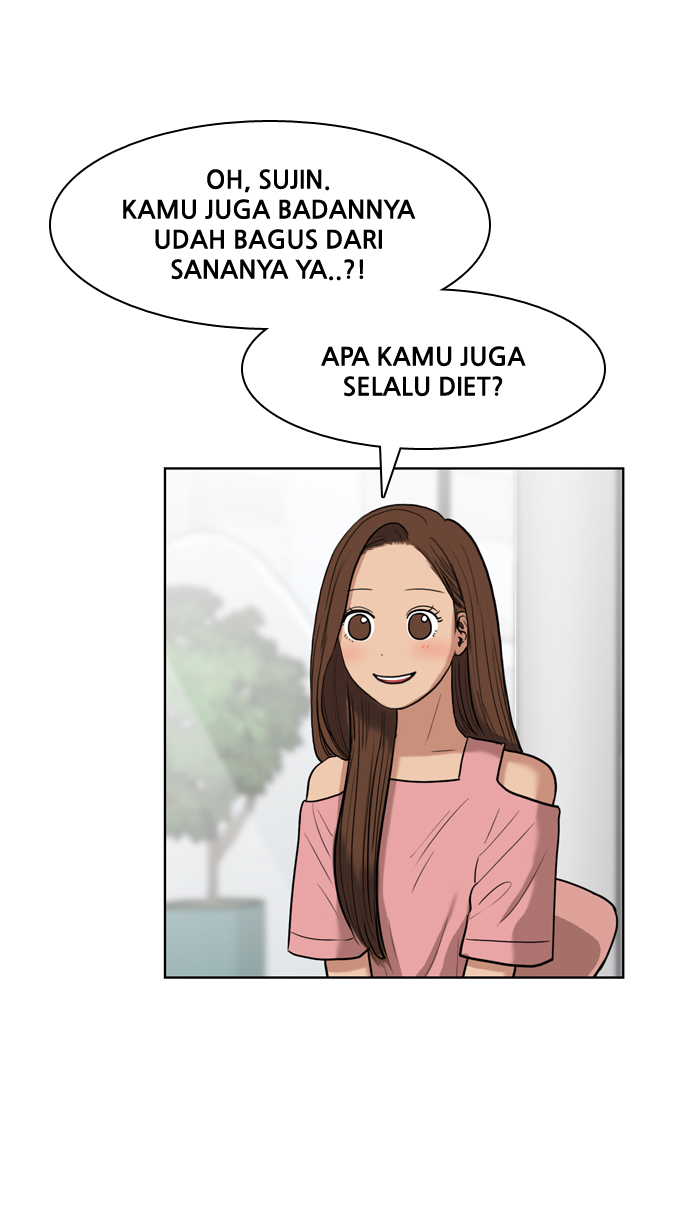 OH, SUJIN.
KAMU JUGA BADANNYA
UDAH BAGUS DARI
SANANYA YA..?!
APA KAMU JUGA
SELALU DIET?